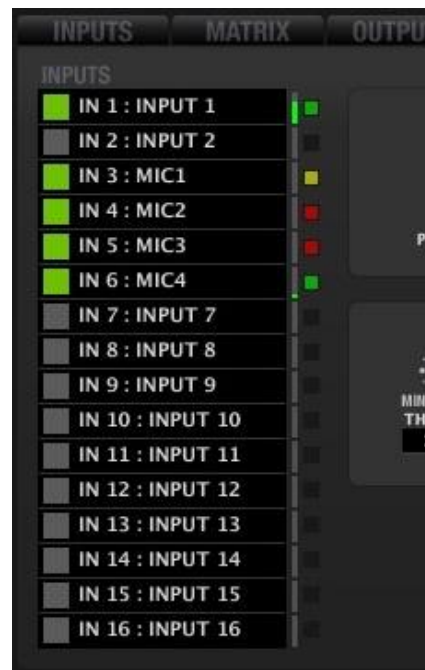 INPUTS MATRIX OUTPU
INPUTS
IN 1 : INPUT 1
IN 2 : INPUT 2
IN 3 : MIC1
IN 4 : MIC2
IN 5 : MIC3
IN 6 : MIC4
IN 7 : INPUT 7
IN 8 : INPUT 8
IN 9 : INPUT 9
IN 10 : INPUT 10
IN 11 : INPUT 11
IN 12 : INPUT 12
IN 13 : INPUT 13
IN 14 : INPUT 14
IN 15 : INPUT 15
IN 16 : INPUT 16
P
MIN
TH